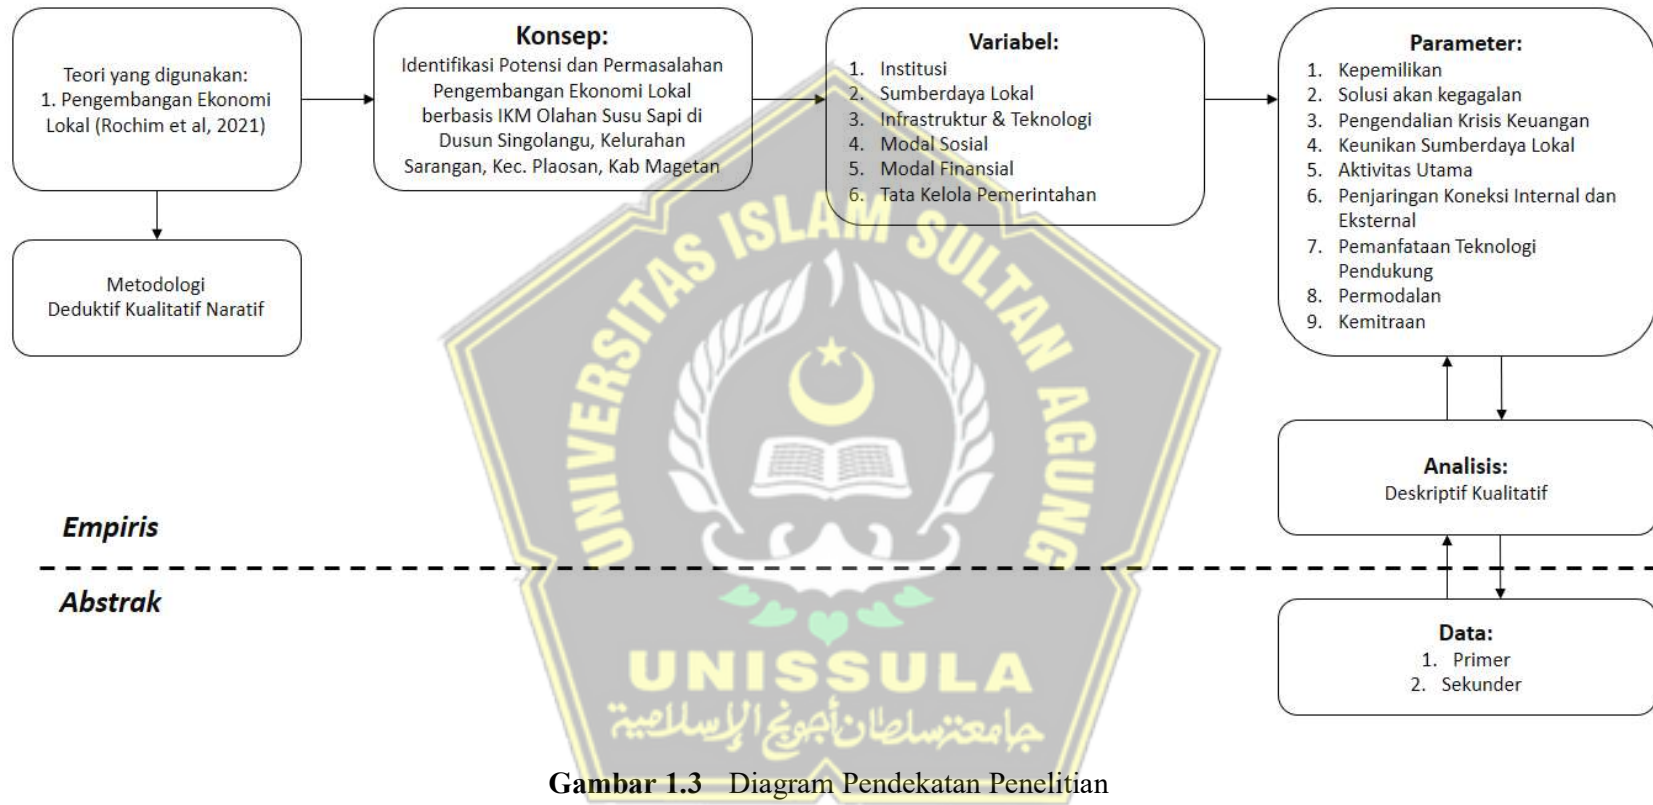 Teori yang digunakan:
1. Pengembangan Ekonomi
Lokal (Rochim et al, 2021)
Metodologi
Deduktif Kualitatif Naratif
Konsep:
Identifikasi Potensi dan Permasalahan
Pengembangan Ekonomi Lokal
berbasis IKM Olahan Susu Sapi di
Dusun Singolangu, Kelurahan
Sarangan, Kec. Plaosan, Kab Magetan
Variabel:
1. Institusi
2. Sumberdaya Lokal
3. Infrastruktur & Teknologi
4. Modal Sosial
5. Modal Finansial
6. Tata Kelola Pemerintahan
Parameter:
1. Kepemilikan
2. Solusi akan kegagalan
3. Pengendalian Krisis Keuangan
4. Keunikan Sumberdaya Lokal
5. Aktivitas Utama
6. Penjaringan Koneksi Internal dan
Eksternal
7. Pemanfataan Teknologi
Pendukung
8. Permodalan
9. Kemitraan
Analisis:
Deskriptif Kualitatif
Empiris
Abstrak
Data:
1. Primer
2. Sekunder
UNIVERSITAS ISLAM SULTAN AGUNG
UNISSULA
جامعة سلطان أجونج الإسلامية
Gambar 1.3 Diagram Pendekatan Penelitian